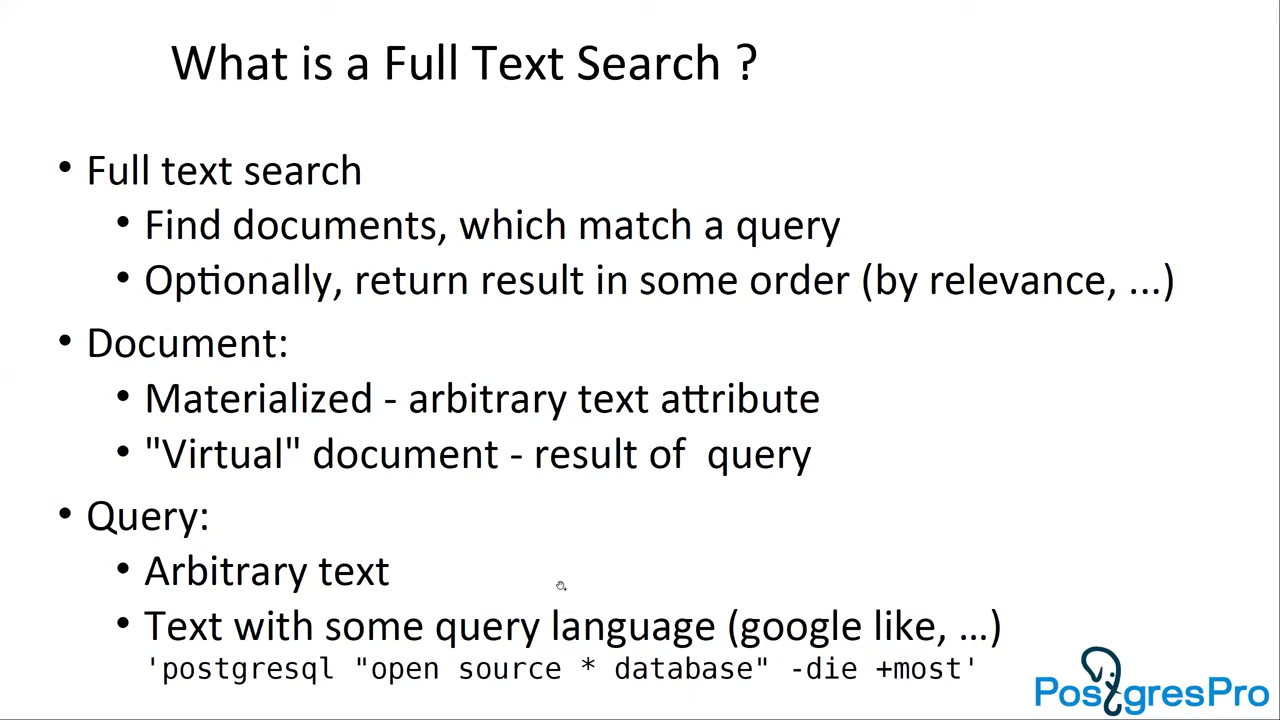 What is a Full Text Search ?
• Full text search
• Find documents, which match a query
• Optionally, return result in some order (by relevance, ...)
• Document:
• Materialized - arbitrary text attribute
• "Virtual" document - result of  query
• Query:
• Arbitrary text
• Text with some query language (google like, ...)
'postgresql "open source * database" -die +most'
PostgresPro